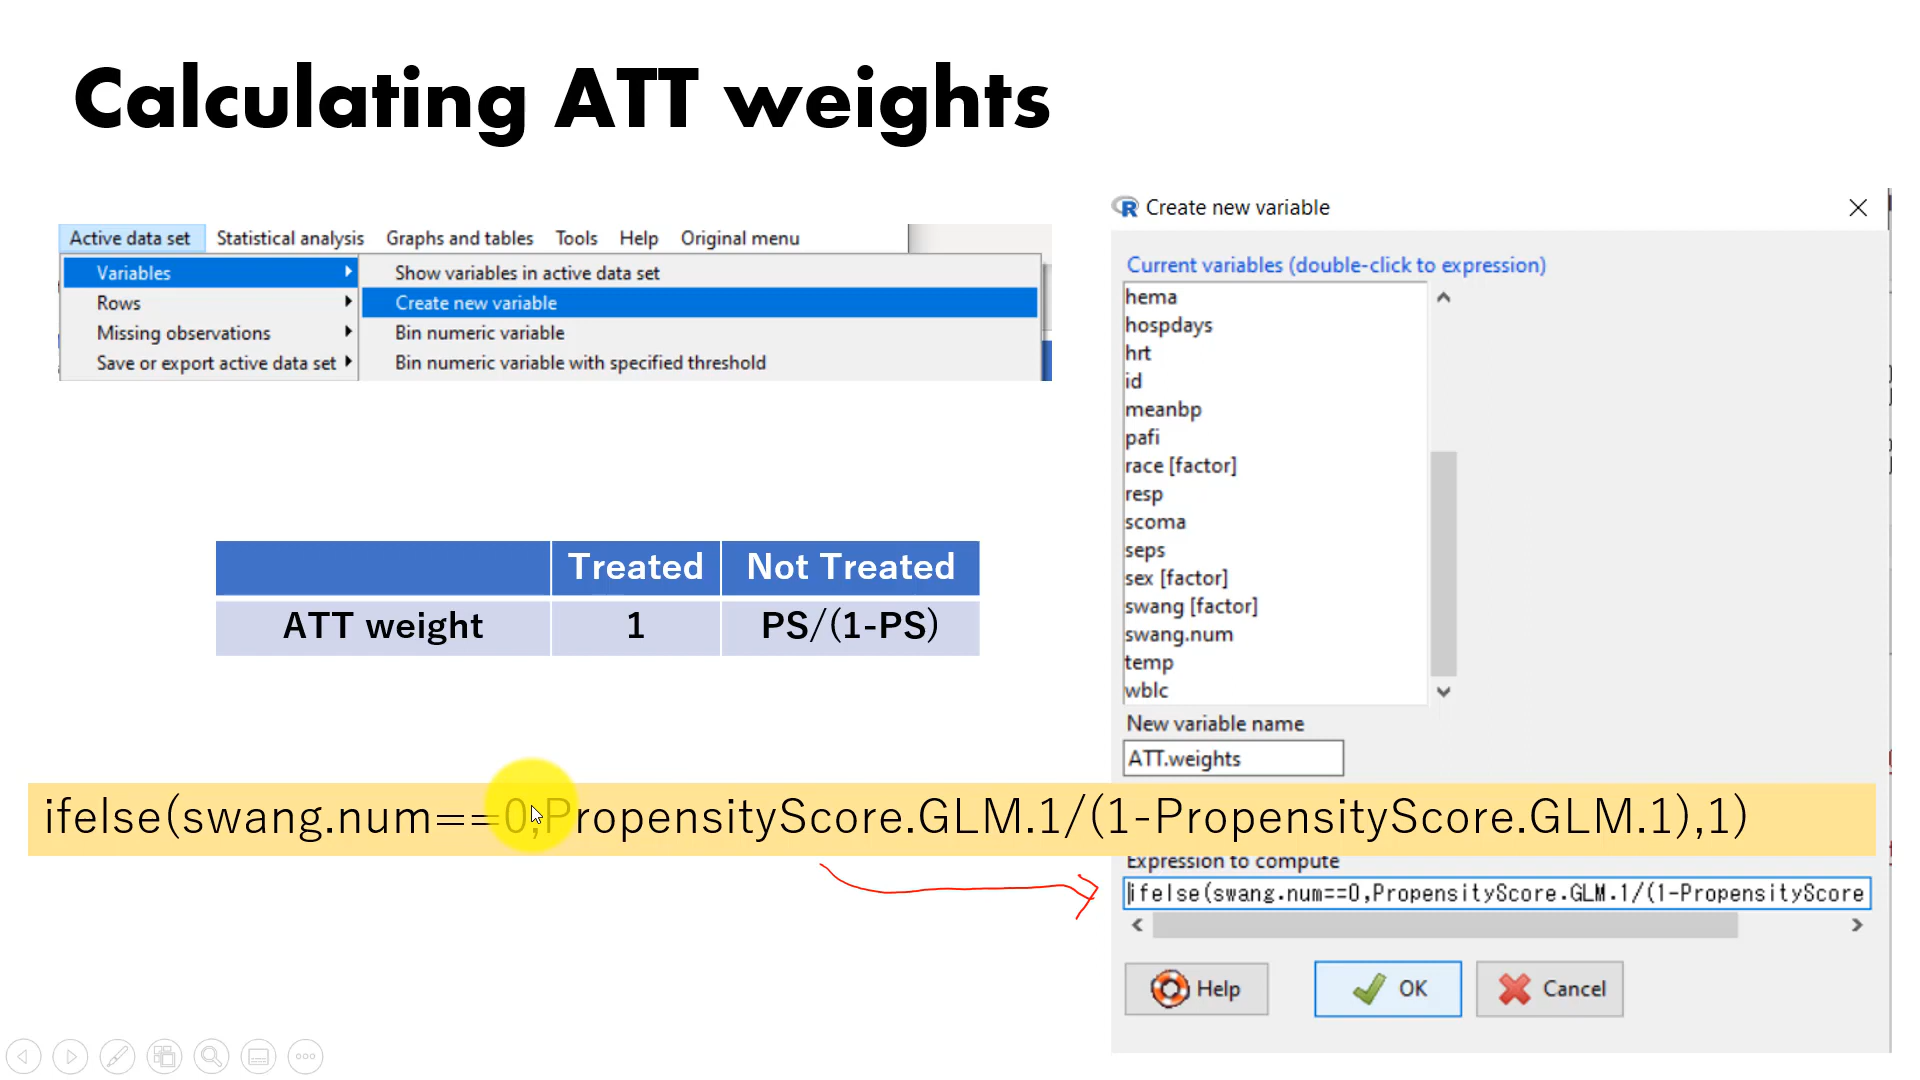 Calculating ATT weights
Active data set Statistical analysis Graphs and tables Tools Help Original menu
Variables
Rows
Missing observations
Save or export active data set
Show variables in active data set
Create new variable
Bin numeric variable
Bin numeric variable with specified threshold
Treated Not Treated
ATT weight 1 PS/(1-PS)
ifelse(swang.num==0,PropensityScore.GLM.1/(1-PropensityScore.GLM.1),1)
R Create new variable
Current variables (double-click to expression)
hema
hospdays
hrt
id
meanbp
pafi
race [factor]
resp
scoma
seps
sex [factor]
swang [factor]
swang.num
temp
wblc
New variable name
ATT.weights
Expression to compute
ifelse(swang.num==0,PropensityScore.GLM.1/(1-PropensityScore
Help OK Cancel